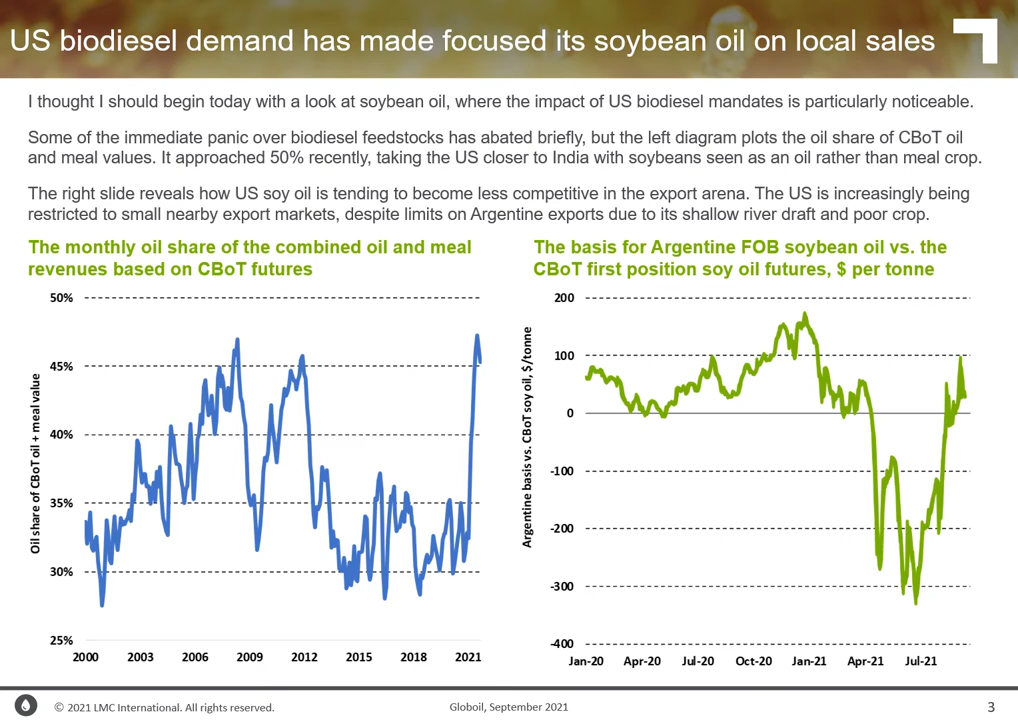 US biodiesel demand has made focused its soybean oil on local sales
I thought I should begin today with a look at soybean oil, where the impact of US biodiesel mandates is particularly noticeable.
Some of the immediate panic over biodiesel feedstocks has abated briefly, but the left diagram plots the oil share of CBoT oil
and meal values. It approached 50% recently, taking the US closer to India with soybeans seen as an oil rather than meal crop.
The right slide reveals how US soy oil is tending to become less competitive in the export arena. The US is increasingly being
restricted to small nearby export markets, despite limits on Argentine exports due to its shallow river draft and poor crop.
The monthly oil share of the combined oil and meal
revenues based on CBoT futures
50%
45%
40%
35%
30%
25%
Oil share of CBoT oil + meal value
2000 2003 2006 2009 2012 2015 2018 2021
The basis for Argentine FOB soybean oil vs. the
CBoT first position soy oil futures, $ per tonne
200
100
0
-100
-200
-300
-400
Argentine basis vs. CBoT soy oil, $/tonne
Jan-20 Apr-20 Jul-20 Oct-20 Jan-21 Apr-21 Jul-21
© 2021 LMC International. All rights reserved.
Globoil, September 2021
3